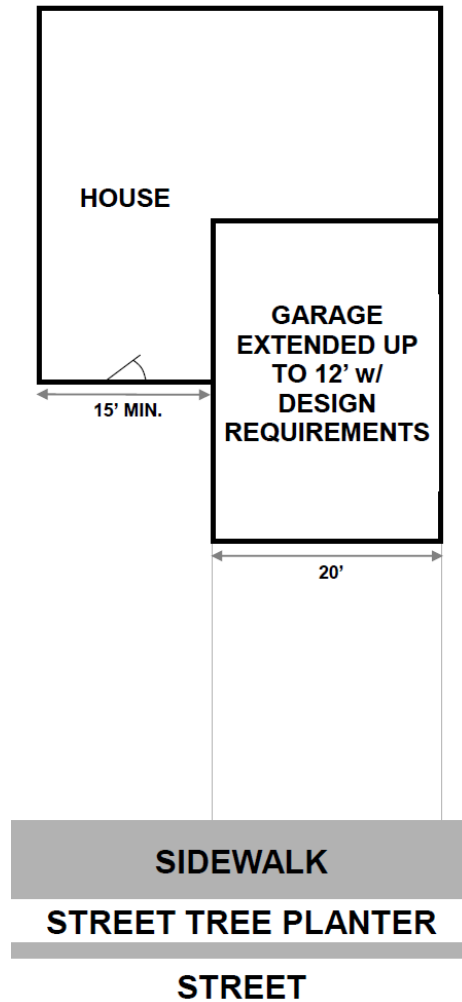 HOUSE
GARAGE
EXTENDED UP
TO 12’ w/
DESIGN
REQUIREMENTS
15’ MIN.
20’
SIDEWALK
STREET TREE PLANTER
STREET